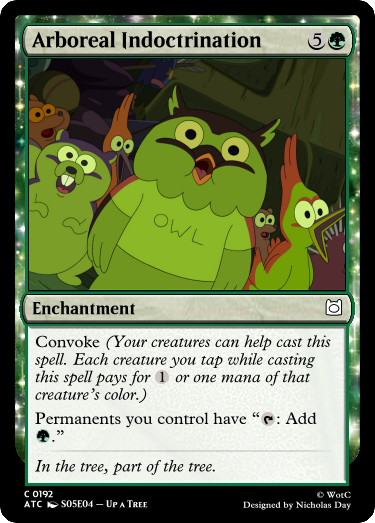 Arboreal Indoctrination 5
OWL
Enchantment
Convoke (Your creatures can help cast this
spell. Each creature you tap while casting
this spell pays for 1 or one mana of that
creature's color.)
Permanents you control have “: Add
.”
In the tree, part of the tree.
C 0192 © WotC
ATC S05E04 — Up a Tree Designed by Nicholas Day